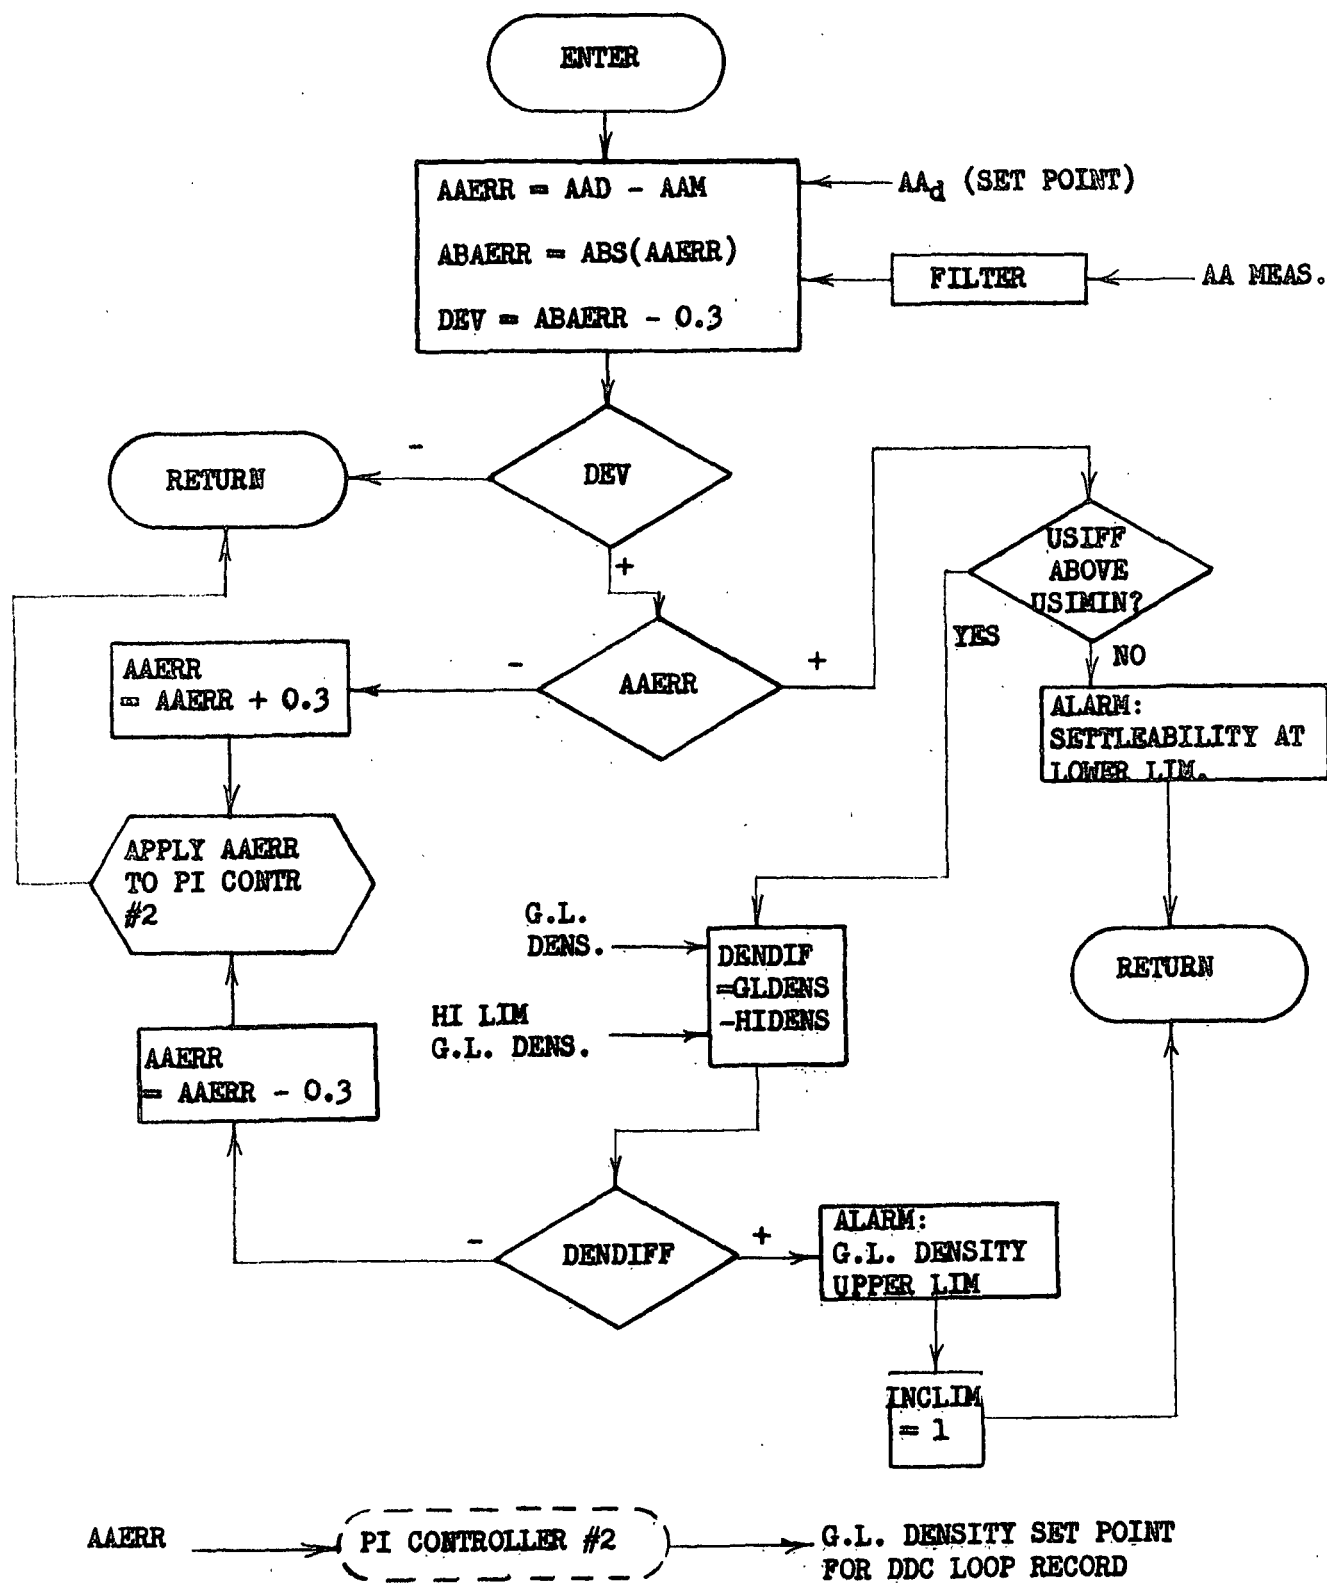 ENTER
AAERR = AAD - AAM
ABAERR = ABS(AAERR)
DEV = ABAERR - 0.3
AAd (SET POINT)
FILTER
AA MEAS.
DEV
-
+
RETURN
AAERR
-
+
USIFF
ABOVE
USIMIN?
YES
NO
ALARM:
SETTLEABILITY AT
LOWER LIM.
AAERR
= AAERR + 0.3
APPLY AAERR
TO PI CONTR
#2
G.L.
DENS.
HI LIM
G.L. DENS.
DENDIF
=GLDENS
-HIDENS
RETURN
AAERR
= AAERR - 0.3
DENDIFF
-
+
ALARM:
G.L. DENSITY
UPPER LIM
INCLIM
= 1
AAERR
PI CONTROLLER #2
G.L. DENSITY SET POINT
FOR DDC LOOP RECORD